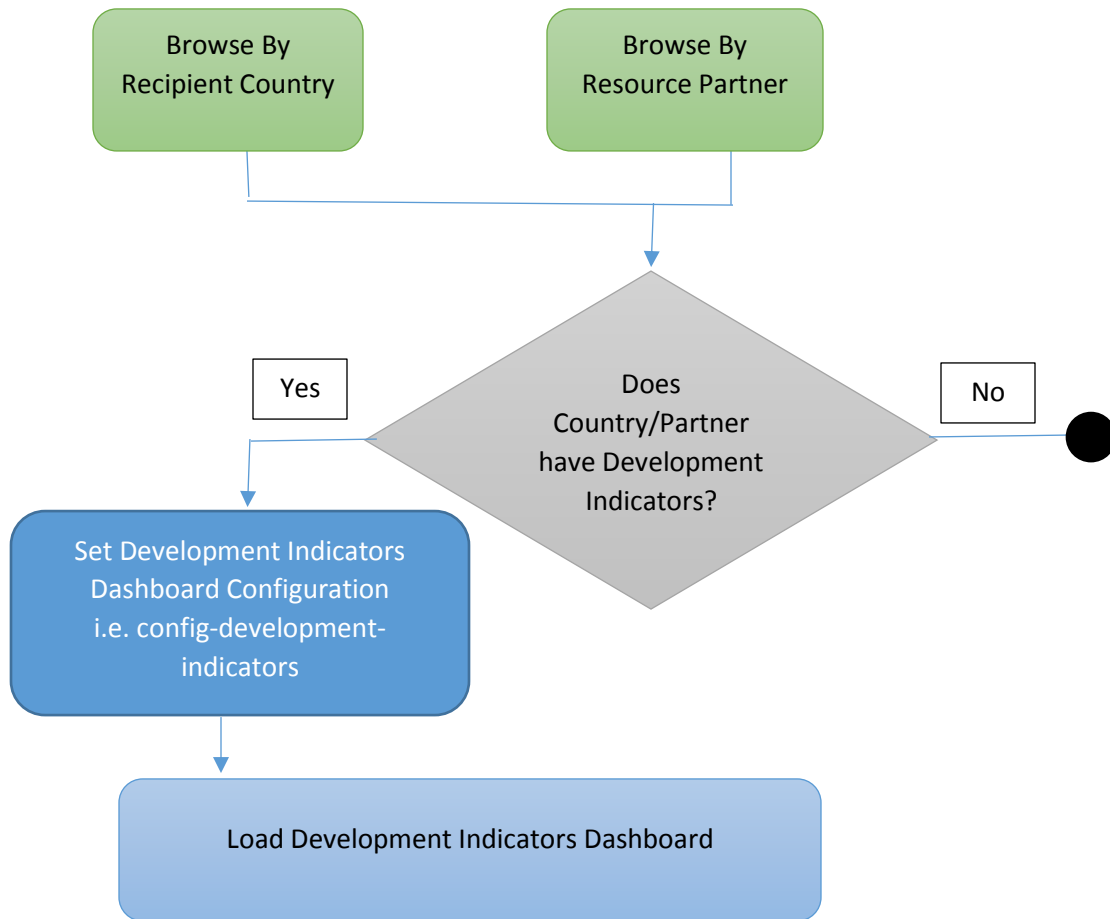 Browse By
Recipient Country
Browse By
Resource Partner
Yes
No
Does
Country/Partner
have Development
Indicators?
Set Development Indicators
Dashboard Configuration
i.e. config-development-
indicators
Load Development Indicators Dashboard